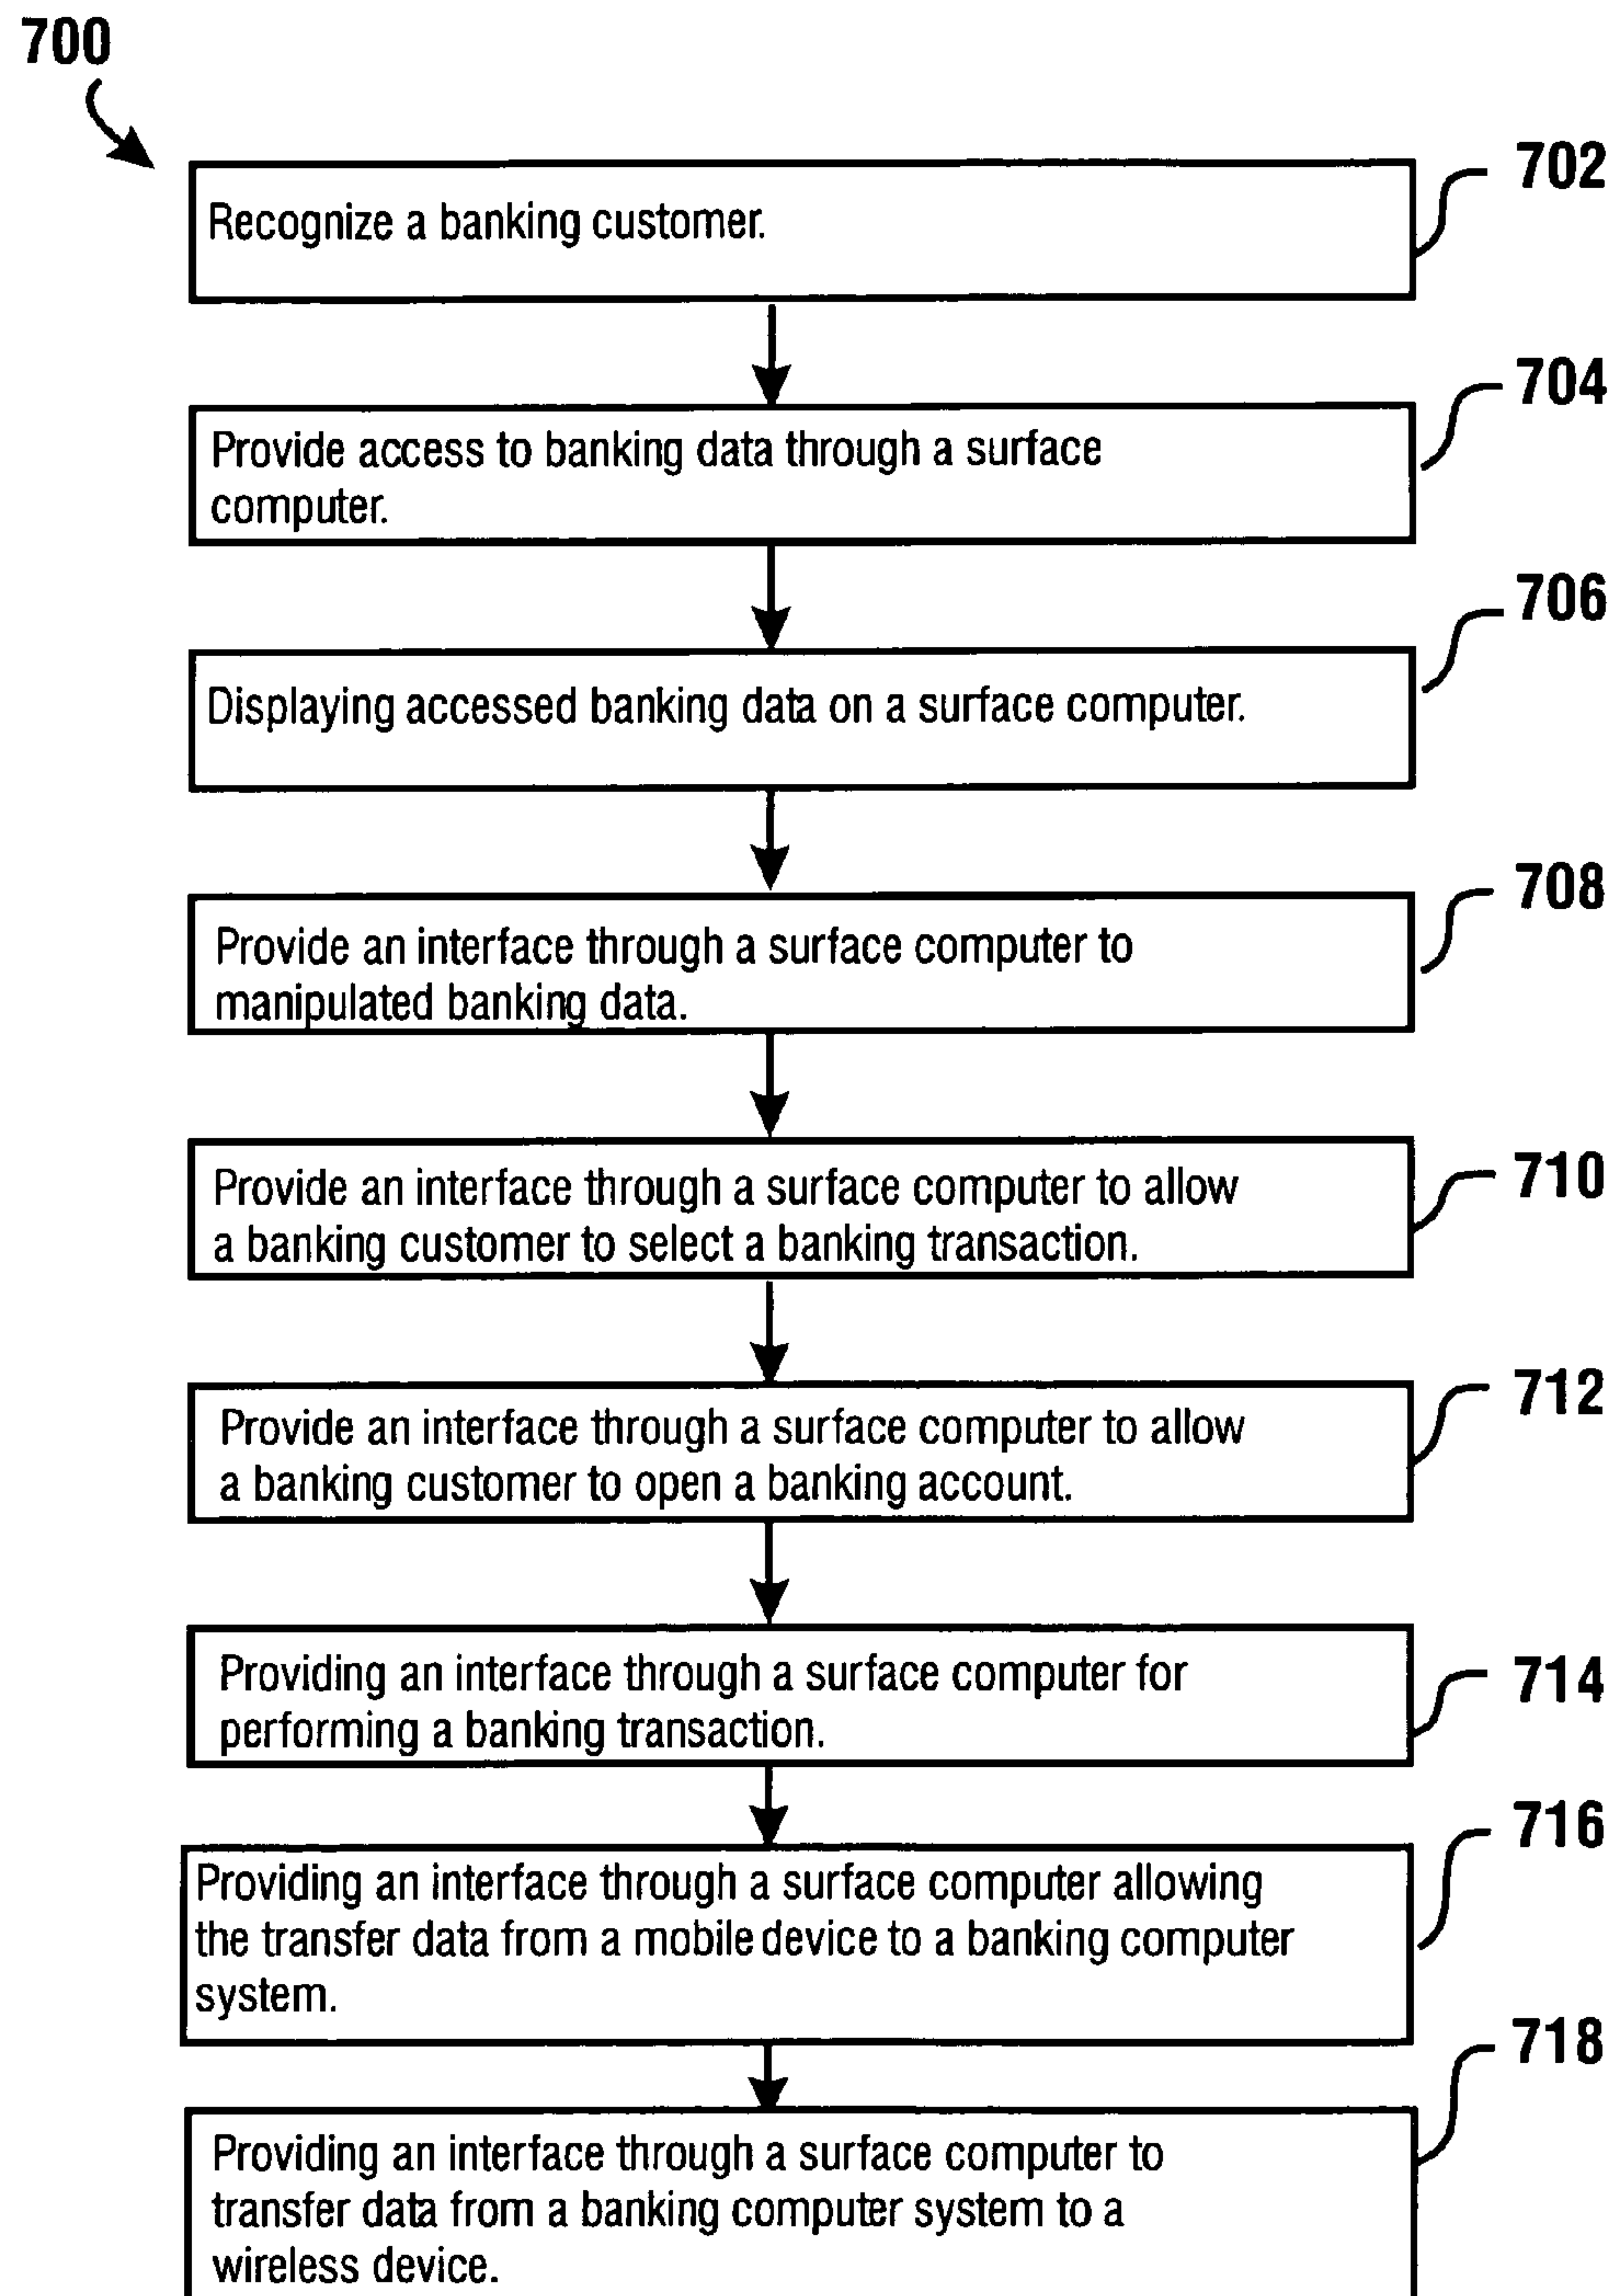 700
702
Recognize a banking customer.
704
Provide access to banking data through a surface
computer.
706
Displaying accessed banking data on a surface computer.
708
Provide an interface through a surface computer to
manipulated banking data.
710
Provide an interface through a surface computer to allow
a banking customer to select a banking transaction.
712
Provide an interface through a surface computer to allow
a banking customer to open a banking account.
714
Providing an interface through a surface computer for
performing a banking transaction.
716
Providing an interface through a surface computer allowing
the transfer data from a mobile device to a banking computer
system.
718
Providing an interface through a surface computer to
transfer data from a banking computer system to a
wireless device.